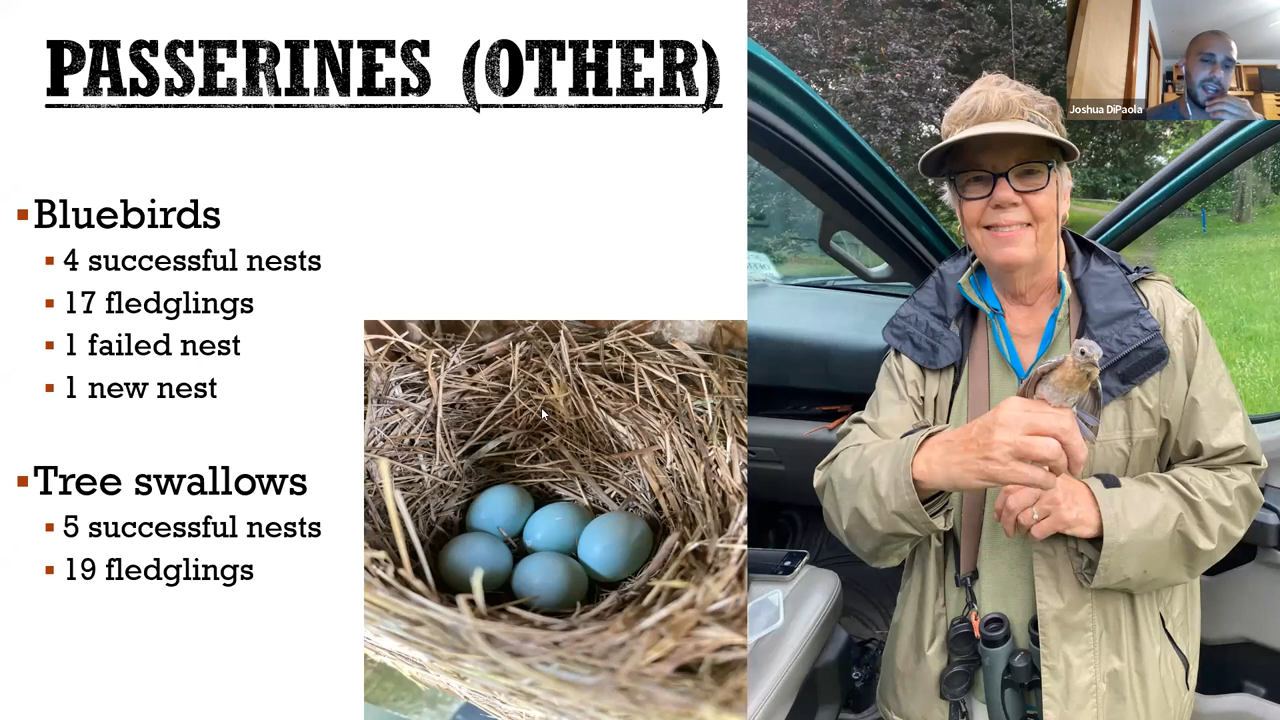 PASSERINES (OTHER)
Joshua DiPaola
Bluebirds
4 successful nests
17 fledglings
1 failed nest
1 new nest
Tree swallows
5 successful nests
19 fledglings